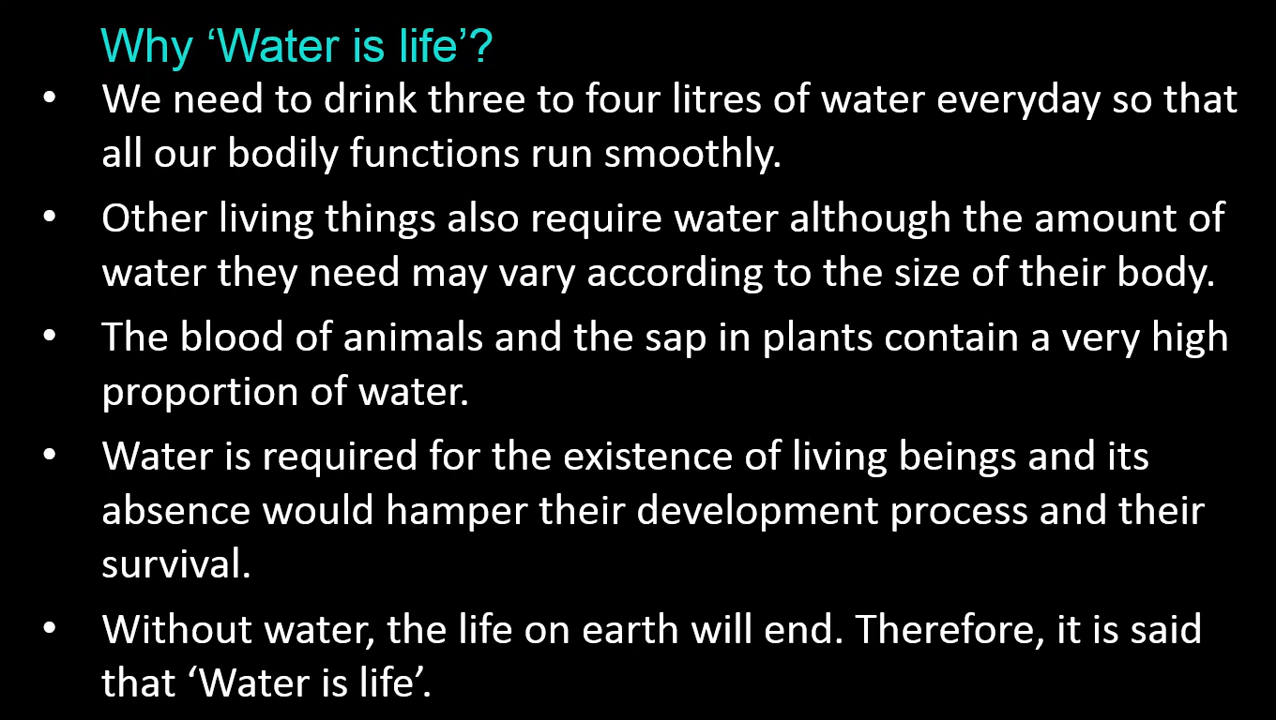 Why ‘Water is life’?
• We need to drink three to four litres of water everyday so that
all our bodily functions run smoothly.
• Other living things also require water although the amount of
water they need may vary according to the size of their body.
• The blood of animals and the sap in plants contain a very high
proportion of water.
• Water is required for the existence of living beings and its
absence would hamper their development process and their
survival.
• Without water, the life on earth will end. Therefore, it is said
that ‘Water is life’.